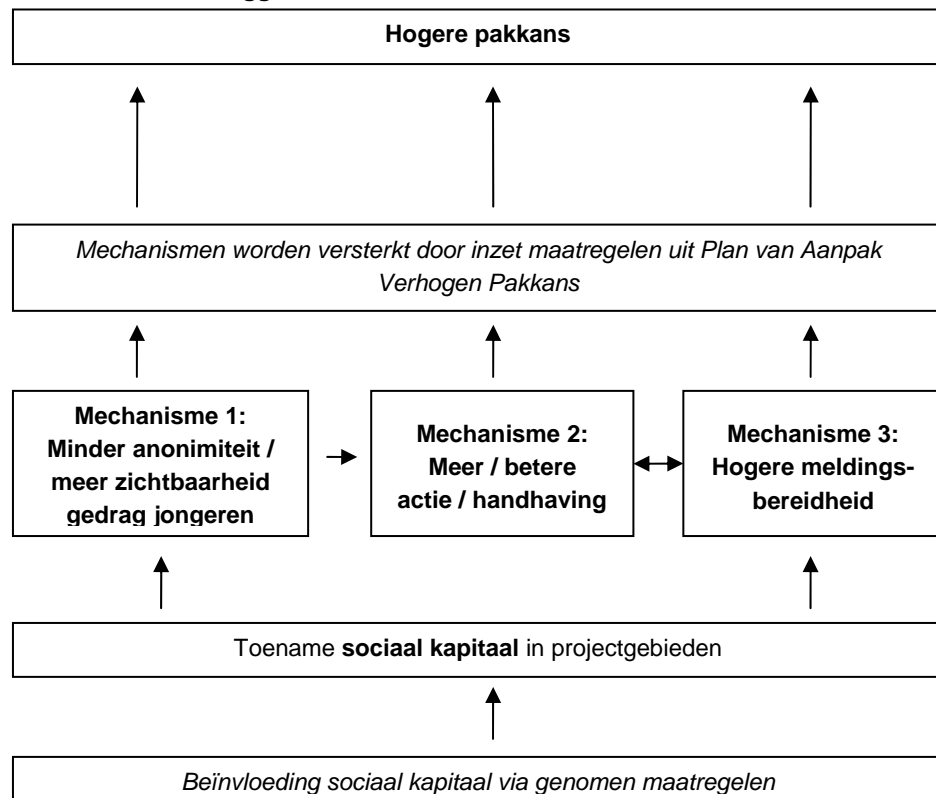 Hogere pakkans
Mechanismen worden versterkt door inzet maatregelen uit Plan van Aanpak
Verhogen Pakkans
Mechanisme 1:
Minder anonimiteit /
meer zichtbaarheid
gedrag jongeren
Mechanisme 2:
Meer / betere
actie / handhaving
Mechanisme 3:
Hogere meldings-
bereidheid
Toename sociaal kapitaal in projectgebieden
Beïnvloeding sociaal kapitaal via genomen maatregelen